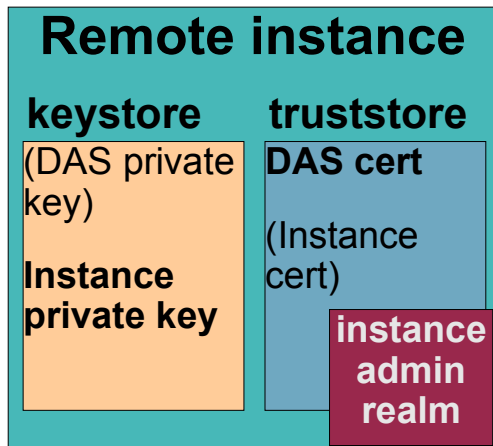 Remote instance
keystore
(DAS private
key)
Instance
private key
truststore
DAS cert
(Instance
cert)
instance
admin
realm